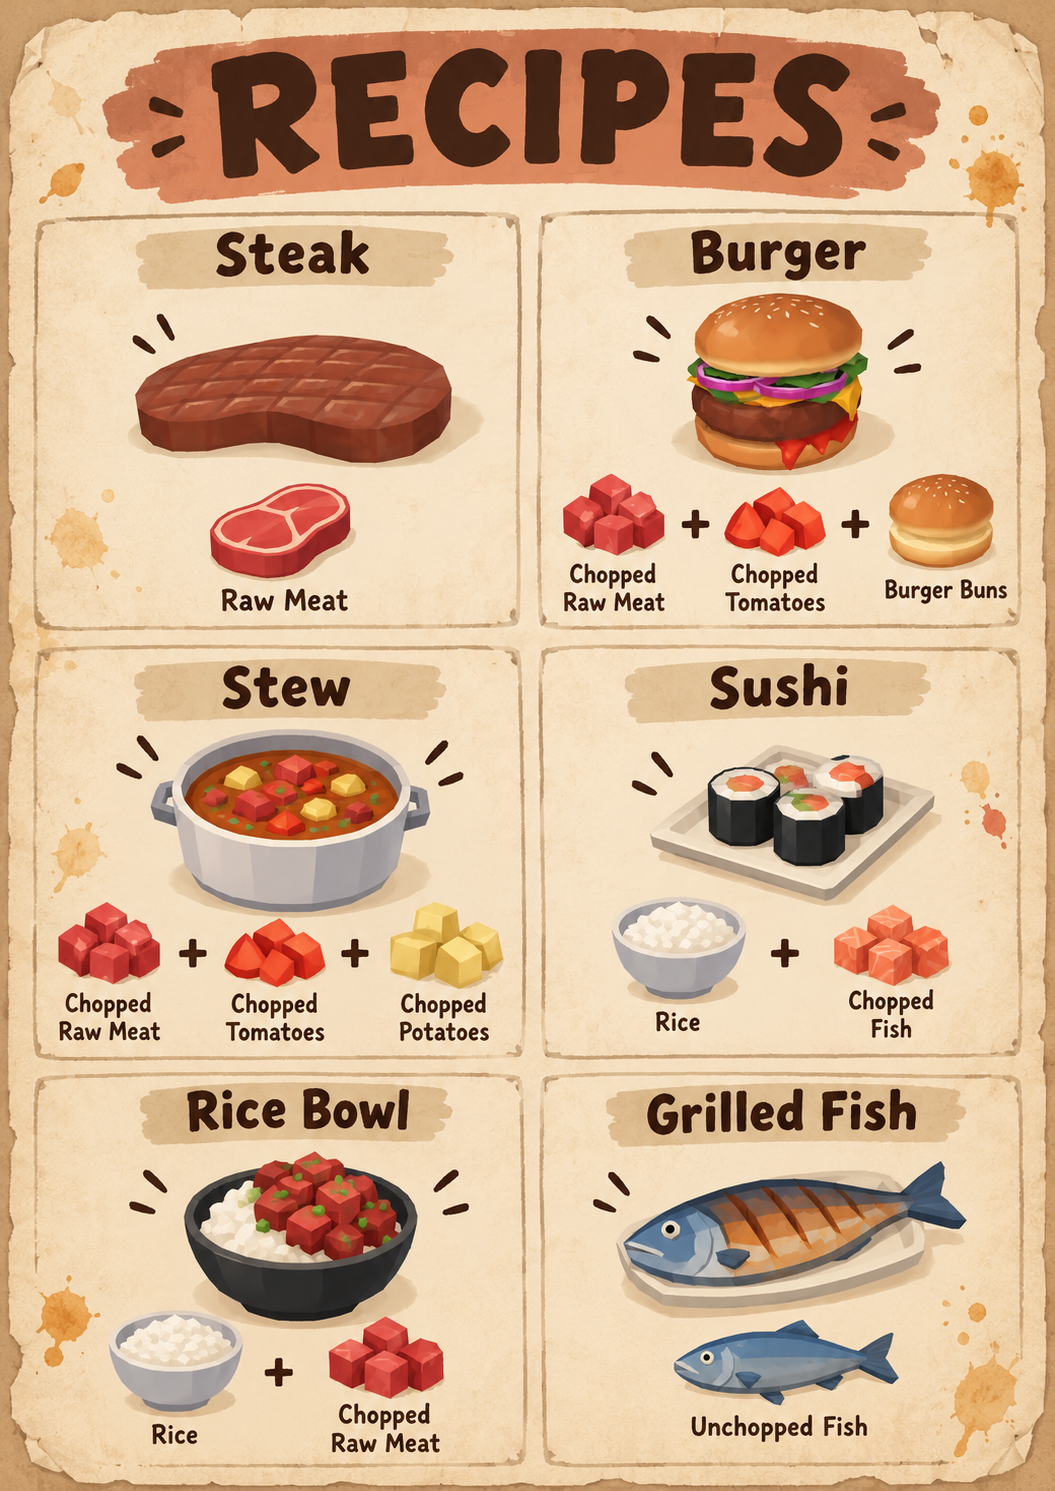 RECIPES
Steak
Raw Meat
Burger
+
+
Chopped
Raw Meat
Chopped
Tomatoes
Burger Buns
Stew
+
+
Chopped
Raw Meat
Chopped
Tomatoes
Chopped
Potatoes
Sushi
+
Rice
Chopped
Fish
Rice Bowl
+
Rice
Chopped
Raw Meat
Grilled Fish
Unchopped Fish